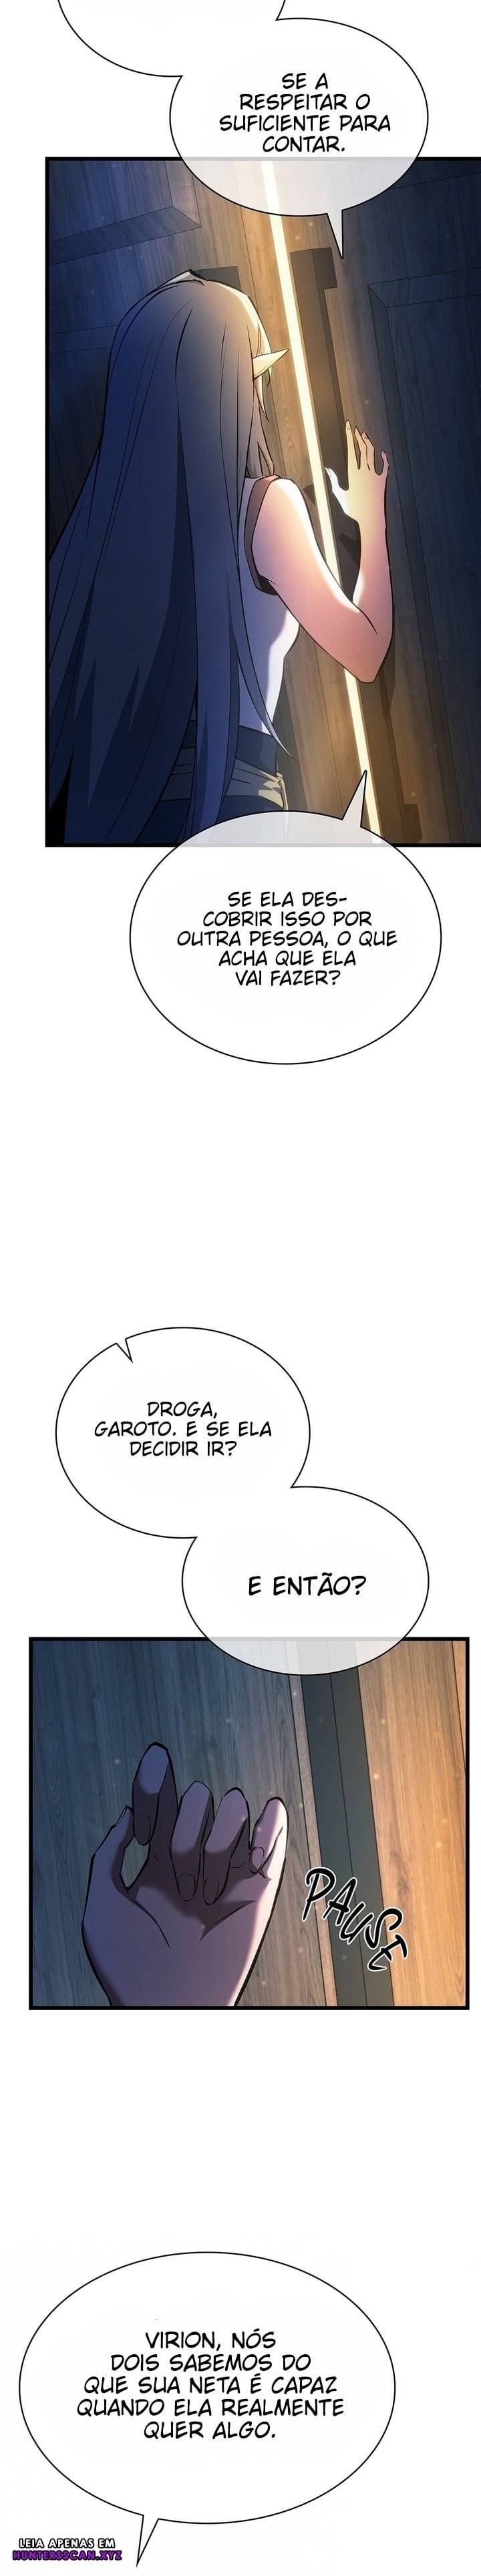 SE A
RESPEITAR O
SUFICIENTE PARA
CONTAR.
SE ELA DES-
COBRIR ISSO POR
OUTRA PESSOA, O QUE
ACHA QUE ELA
VAI FAZER?
DROGA,
GAROTO. E SE ELA
DECIDIR IR?
E ENTÃO?
PAUSE
VIRION, NÓS
DOIS SABEMOS DO
QUE SUA NETA É CAPAZ
QUANDO ELA REALMENTE
QUER ALGO.
LEIA APENAS EM
HUNTERSSCAN.XYZ